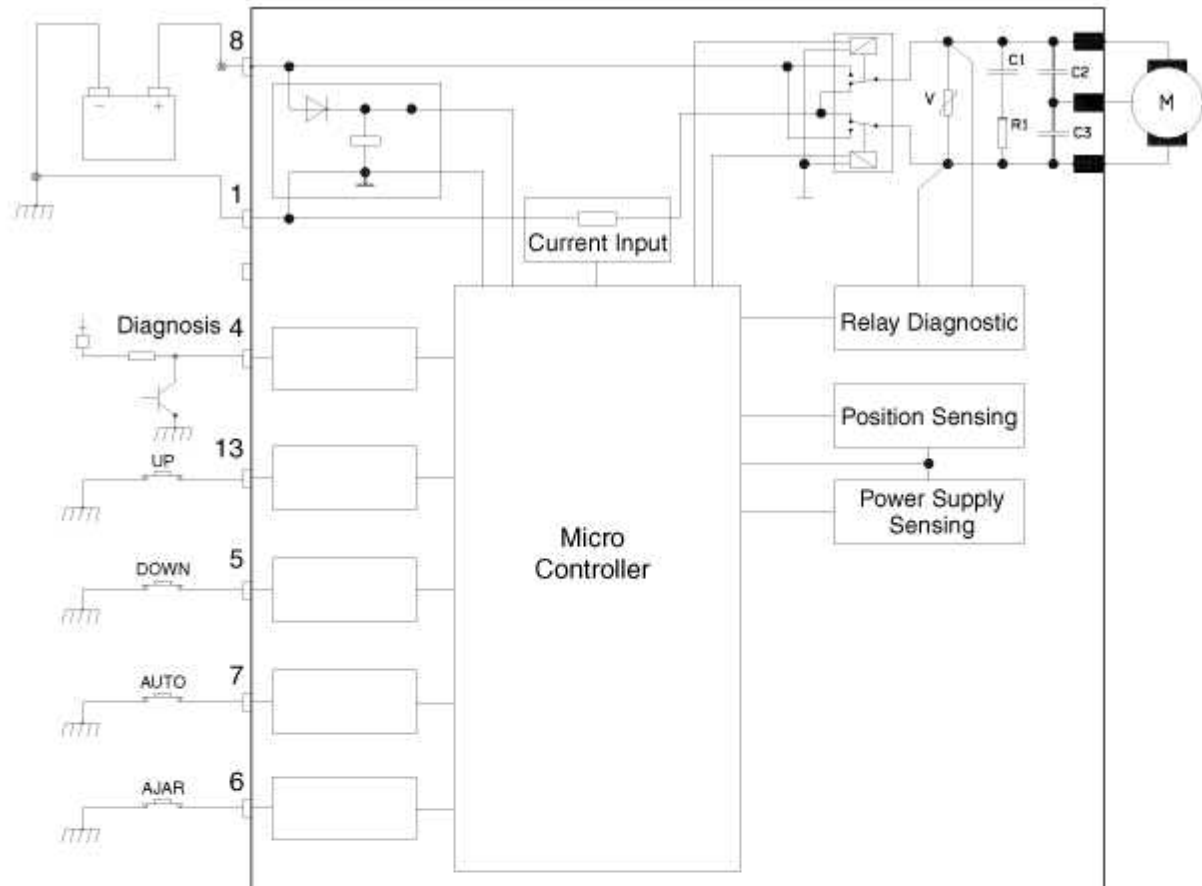 8
C1
C2
V
M
R1
C3
- +
1
Current Input
Diagnosis 4
Relay Diagnostic
Position Sensing
13
UP
Power Supply
Sensing
Micro
Controller
5
DOWN
7
AUTO
6
AJAR